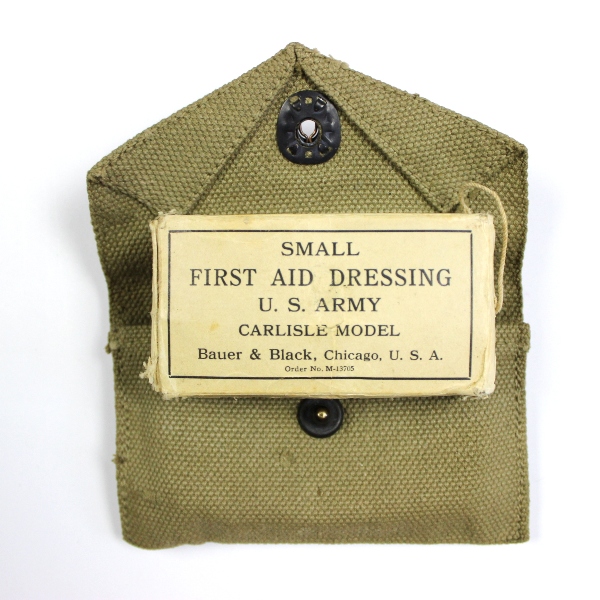 SMALL
FIRST AID DRESSING
U. S. ARMY
CARLISLE MODEL
Bauer & Black, Chicago, U. S. A.
Order No. M-13705